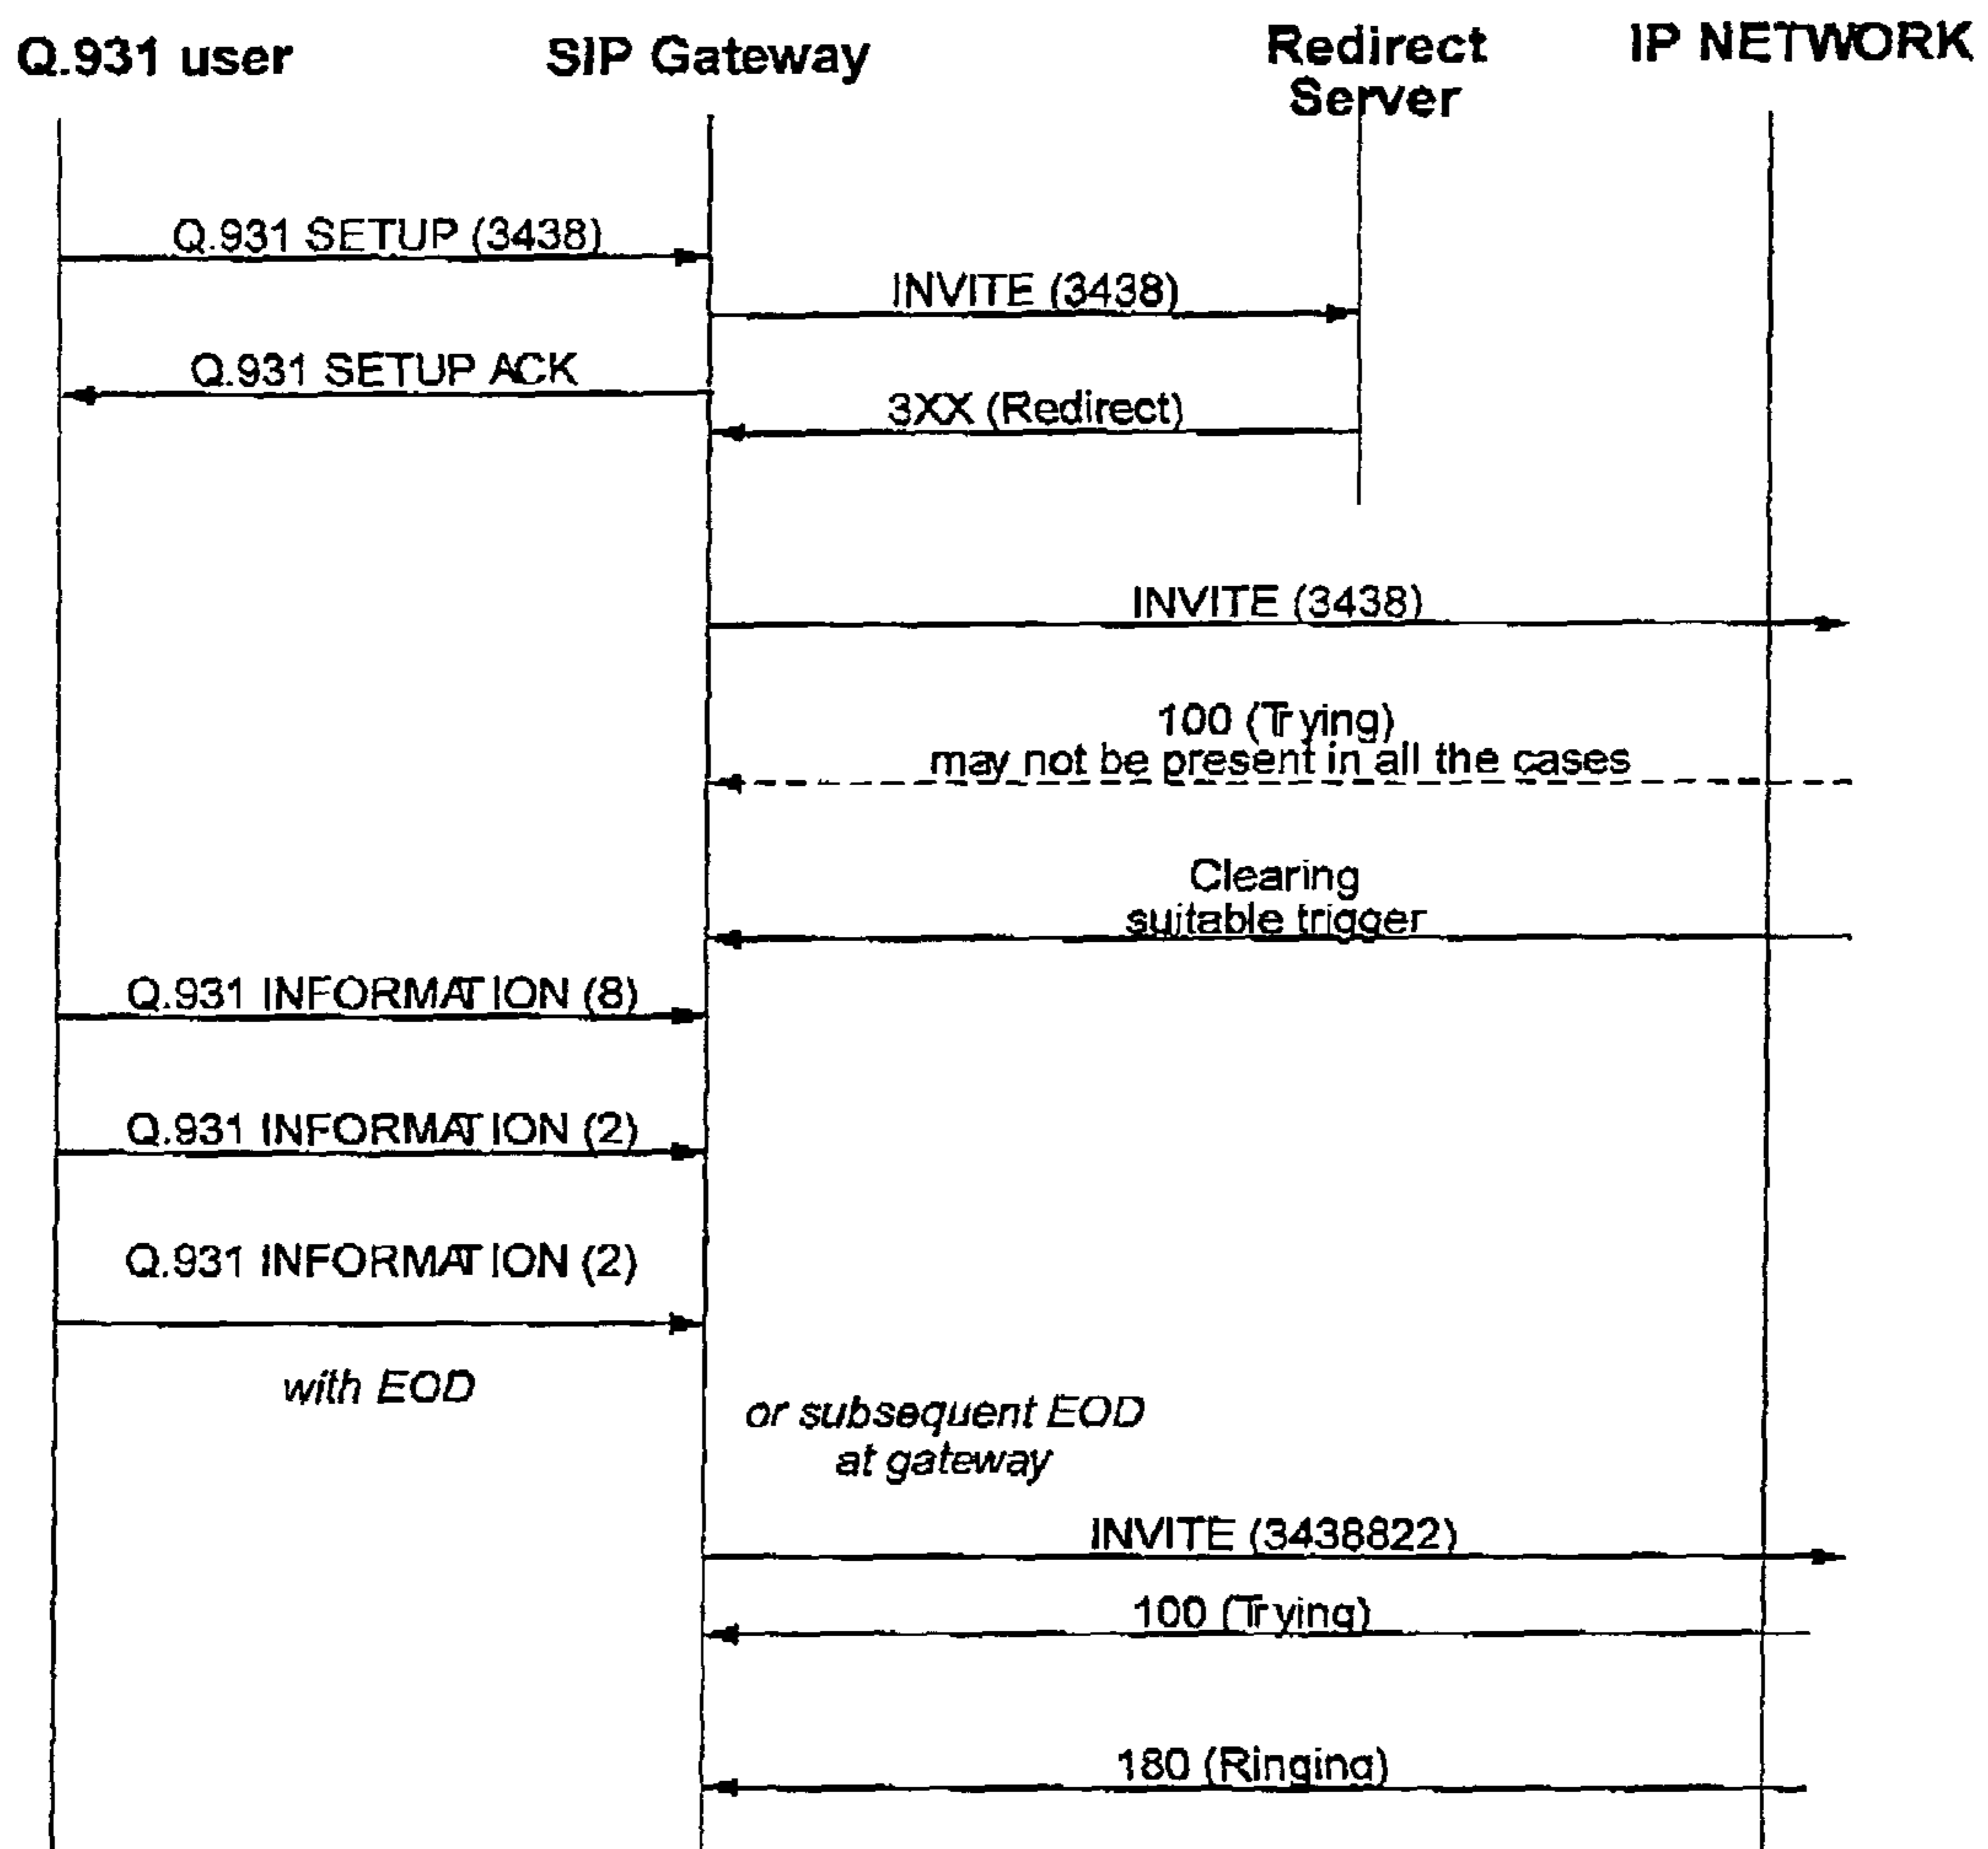 Q.931 user
SIP Gateway
Redirect
Server
IP NETWORK
Q.931 SETUP (3438)
INVITE (3438)
Q.931 SETUP ACK
3XX (Redirect)
INVITE (3438)
100 (Trying)
may not be present in all the cases
Clearing
suitable trigger
Q.931 INFORMATION (8)
Q.931 INFORMATION (2)
Q.931 INFORMATION (2)
with EOD
or subsequent EOD
at gateway
INVITE (3438822)
100 (Trying)
180 (Ringing)